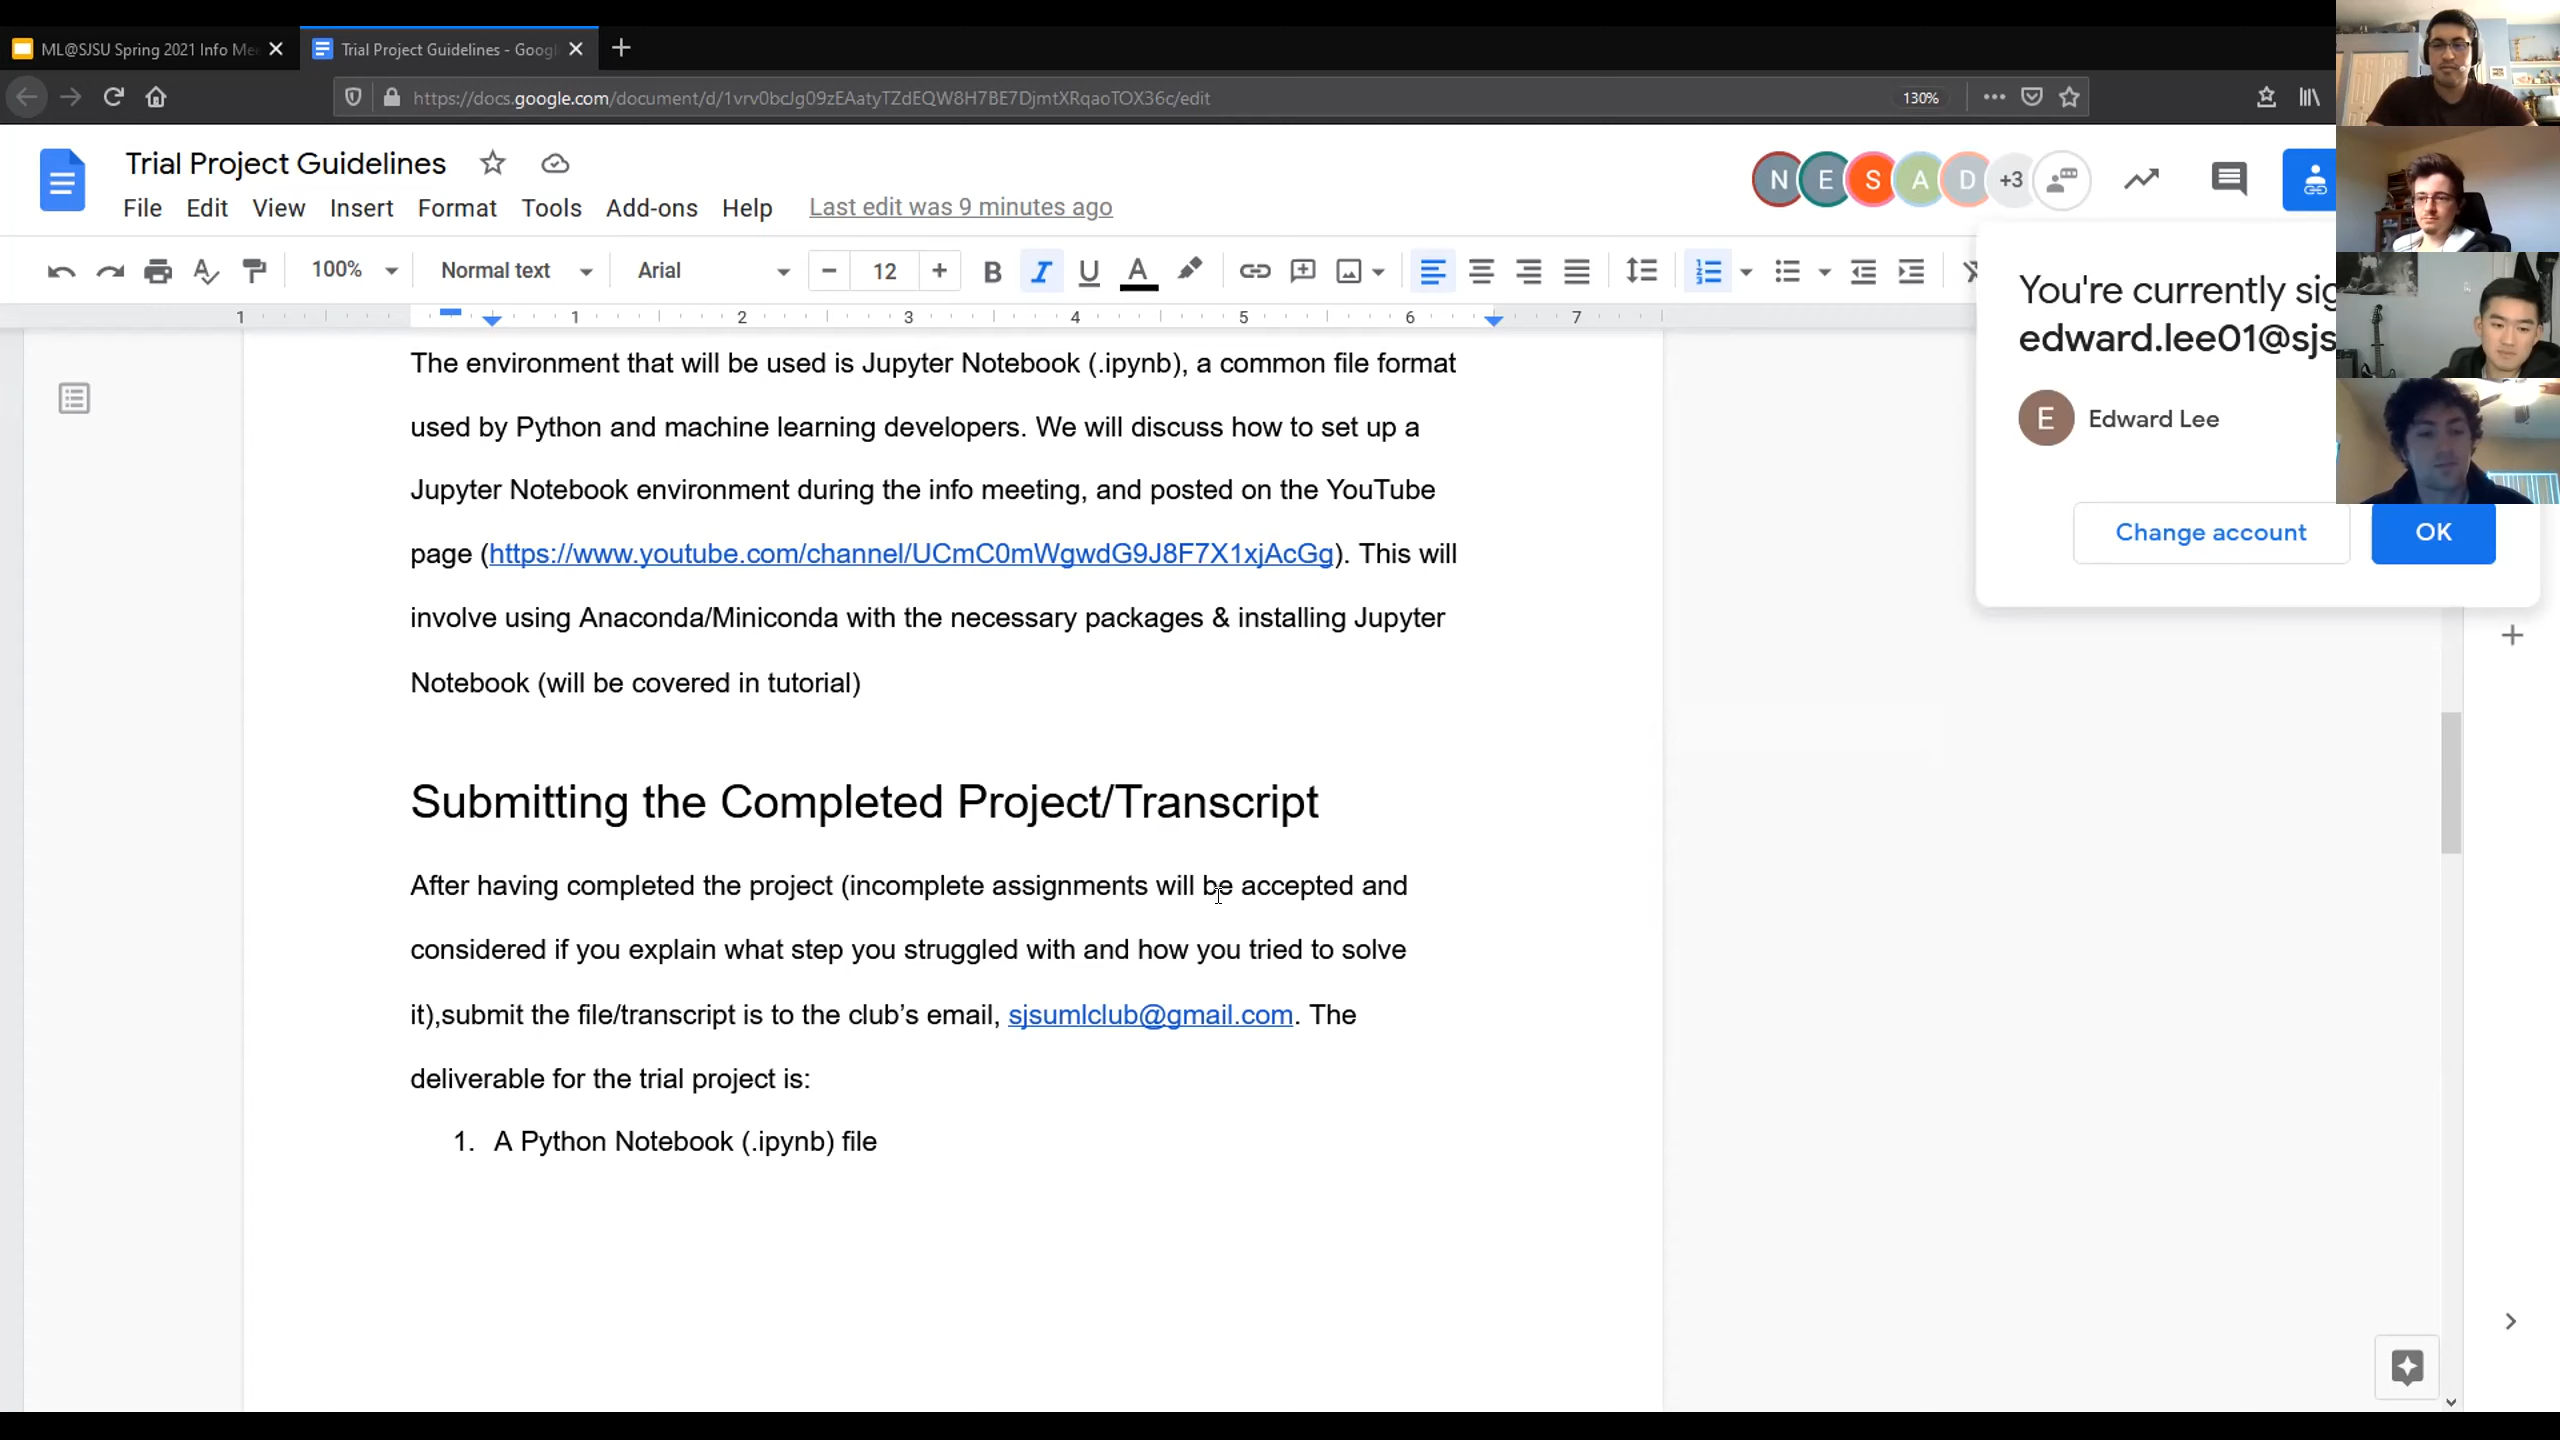 ML@SJSU Spring 2021 Info Me
Trial Project Guidelines - Googl
https://docs.google.com/document/d/1vrv0bcJg09zEAatyTZdEQW8H7BE7DjmtXRqaoTOX36c/edit
130%
Trial Project Guidelines
N E S A D +3
File Edit View Insert Format Tools Add-ons Help Last edit was 9 minutes ago
100% Normal text Arial 12 B I U A
1 1 2 3 4 5 6 7
You're currently sig
edward.lee01@sjs
E Edward Lee
Change account OK
The environment that will be used is Jupyter Notebook (.ipynb), a common file format
used by Python and machine learning developers. We will discuss how to set up a
Jupyter Notebook environment during the info meeting, and posted on the YouTube
page (https://www.youtube.com/channel/UCmC0mWgwdG9J8F7X1xjAcGg). This will
involve using Anaconda/Miniconda with the necessary packages & installing Jupyter
Notebook (will be covered in tutorial)
Submitting the Completed Project/Transcript
After having completed the project (incomplete assignments will be accepted and
considered if you explain what step you struggled with and how you tried to solve
it),submit the file/transcript is to the club’s email, sjsumlclub@gmail.com. The
deliverable for the trial project is:
1. A Python Notebook (.ipynb) file